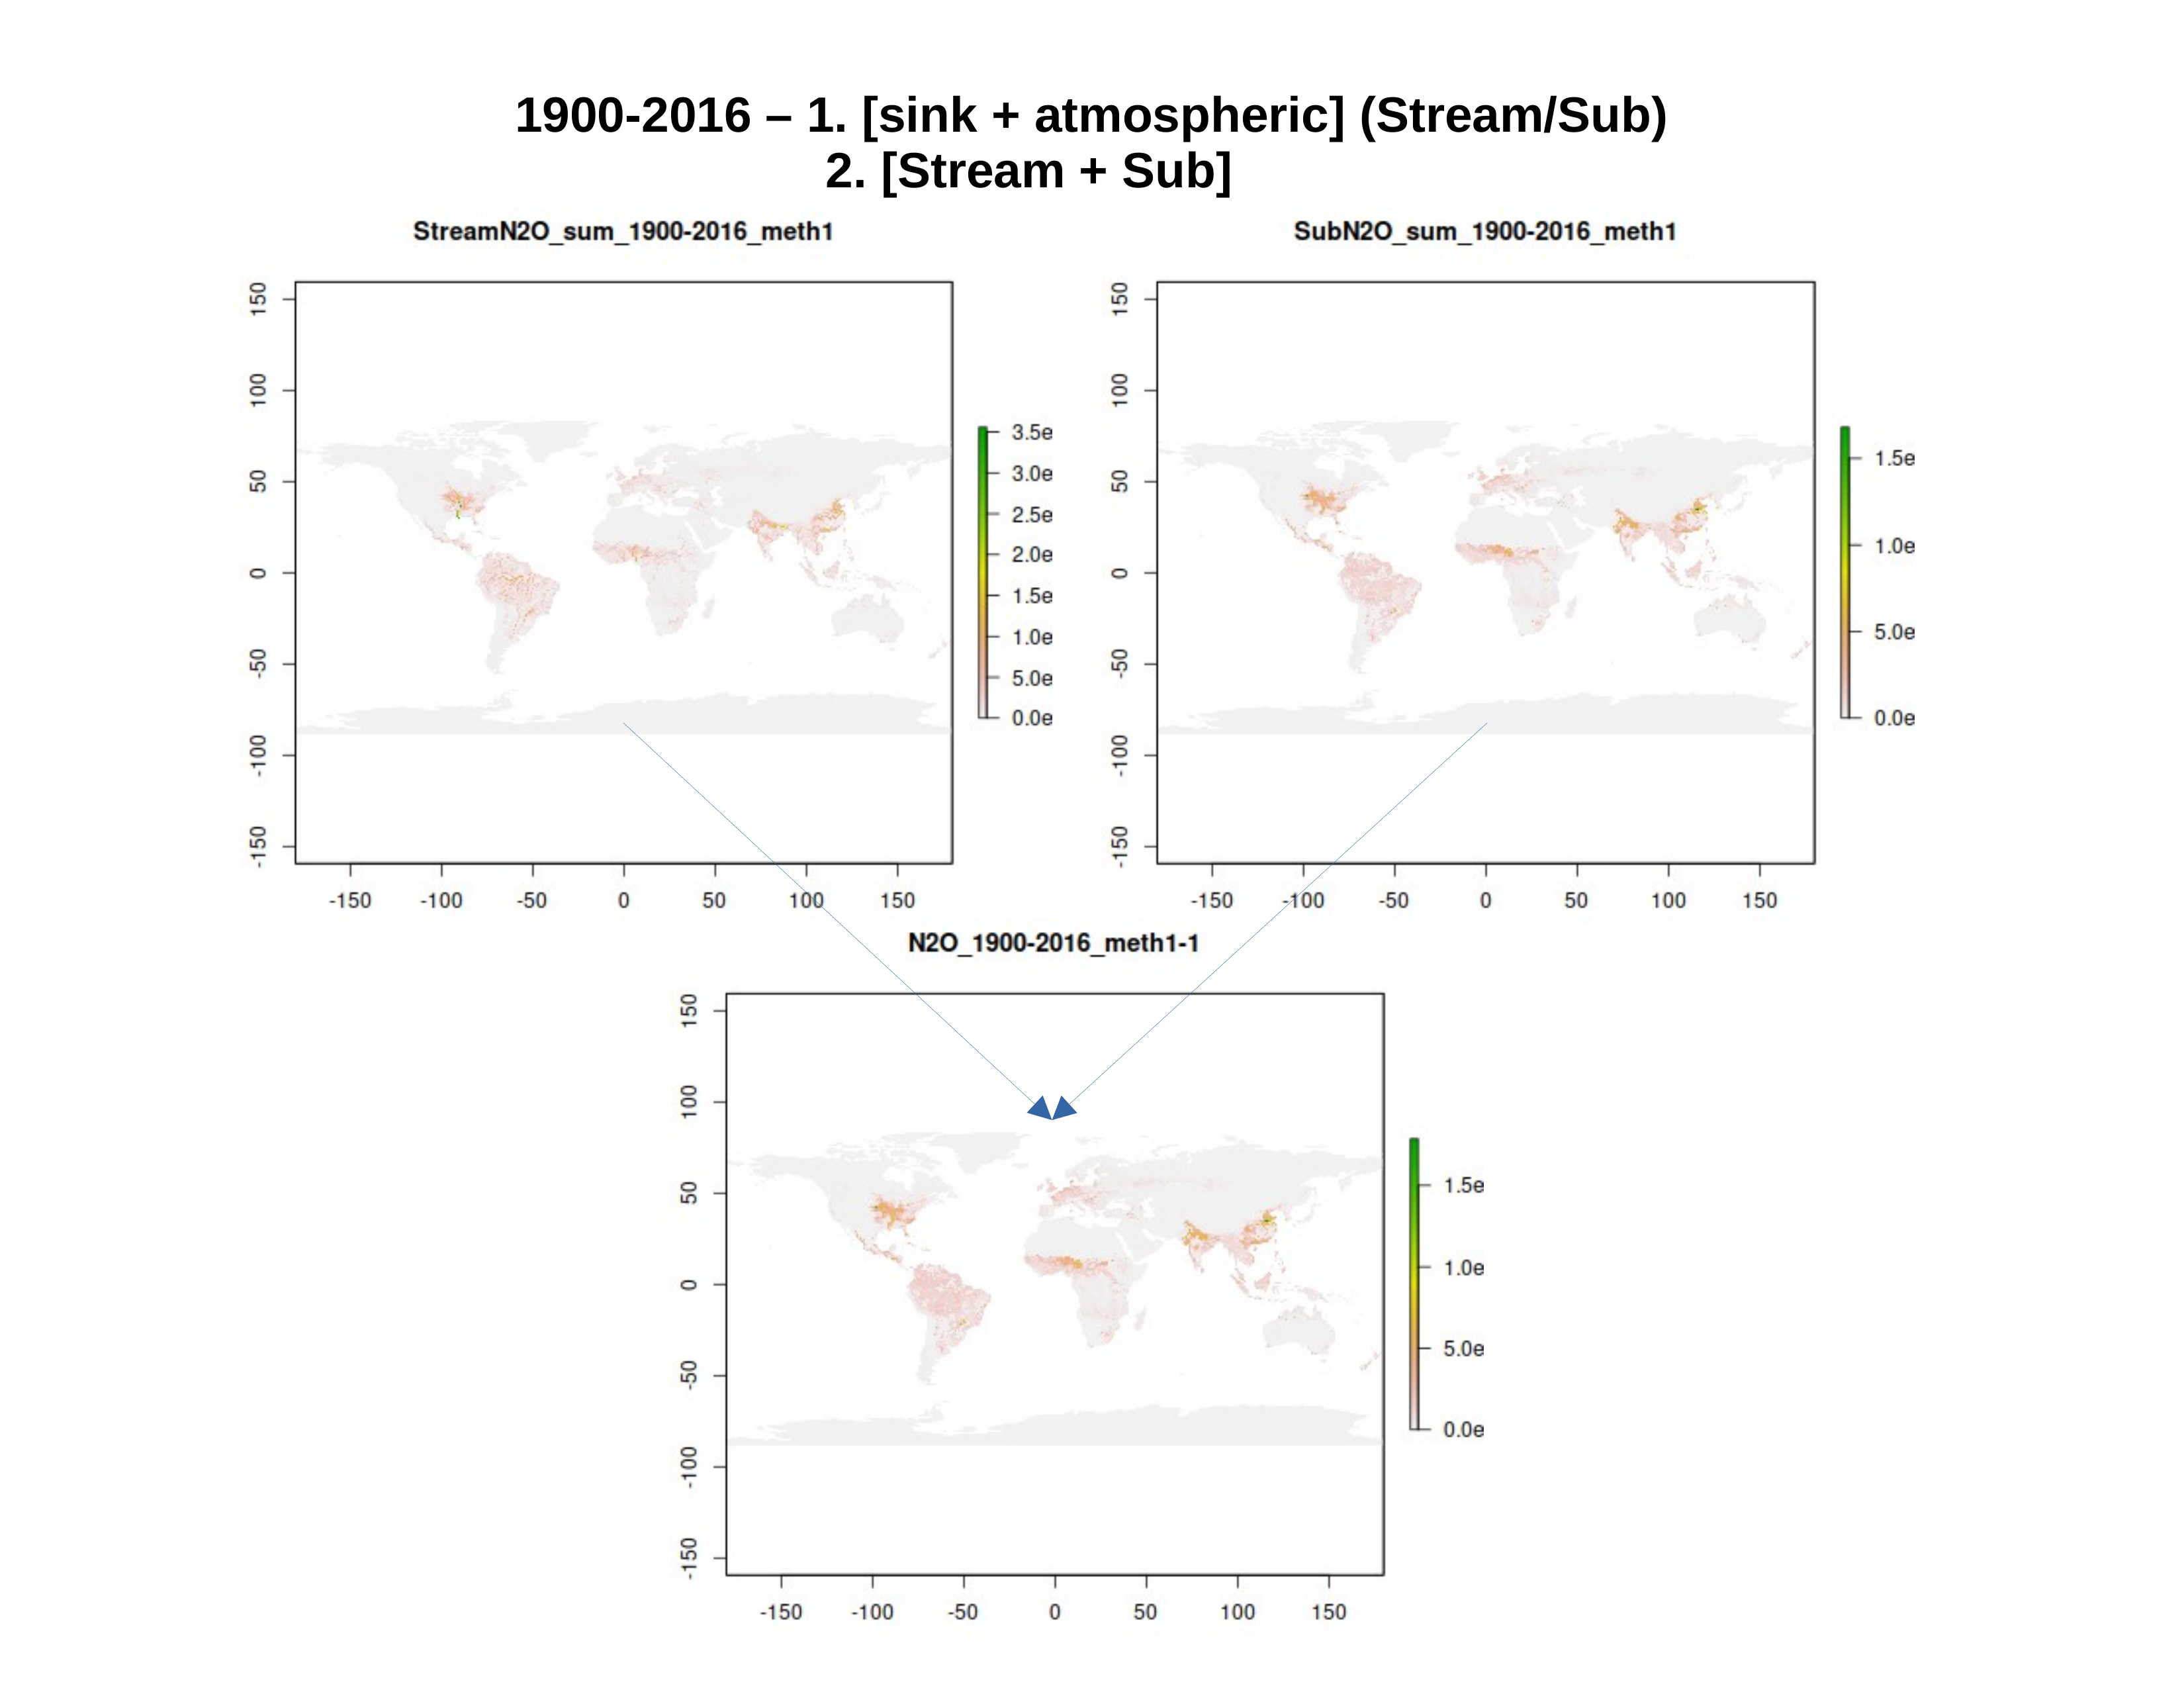 1900-2016 – 1. [sink + atmospheric] (Stream/Sub)
2. [Stream + Sub]
StreamN2O_sum_1900-2016_meth1
150
100
50
0
-50
-100
-150
-150 -100 -50 0 50 100 150
3.5e
3.0e
2.5e
2.0e
1.5e
1.0e
5.0e
0.0e
SubN2O_sum_1900-2016_meth1
150
100
50
0
-50
-100
-150
-150 -100 -50 0 50 100 150
1.5e
1.0e
5.0e
0.0e
N2O_1900-2016_meth1-1
150
100
50
0
-50
-100
-150
-150 -100 -50 0 50 100 150
1.5e
1.0e
5.0e
0.0e